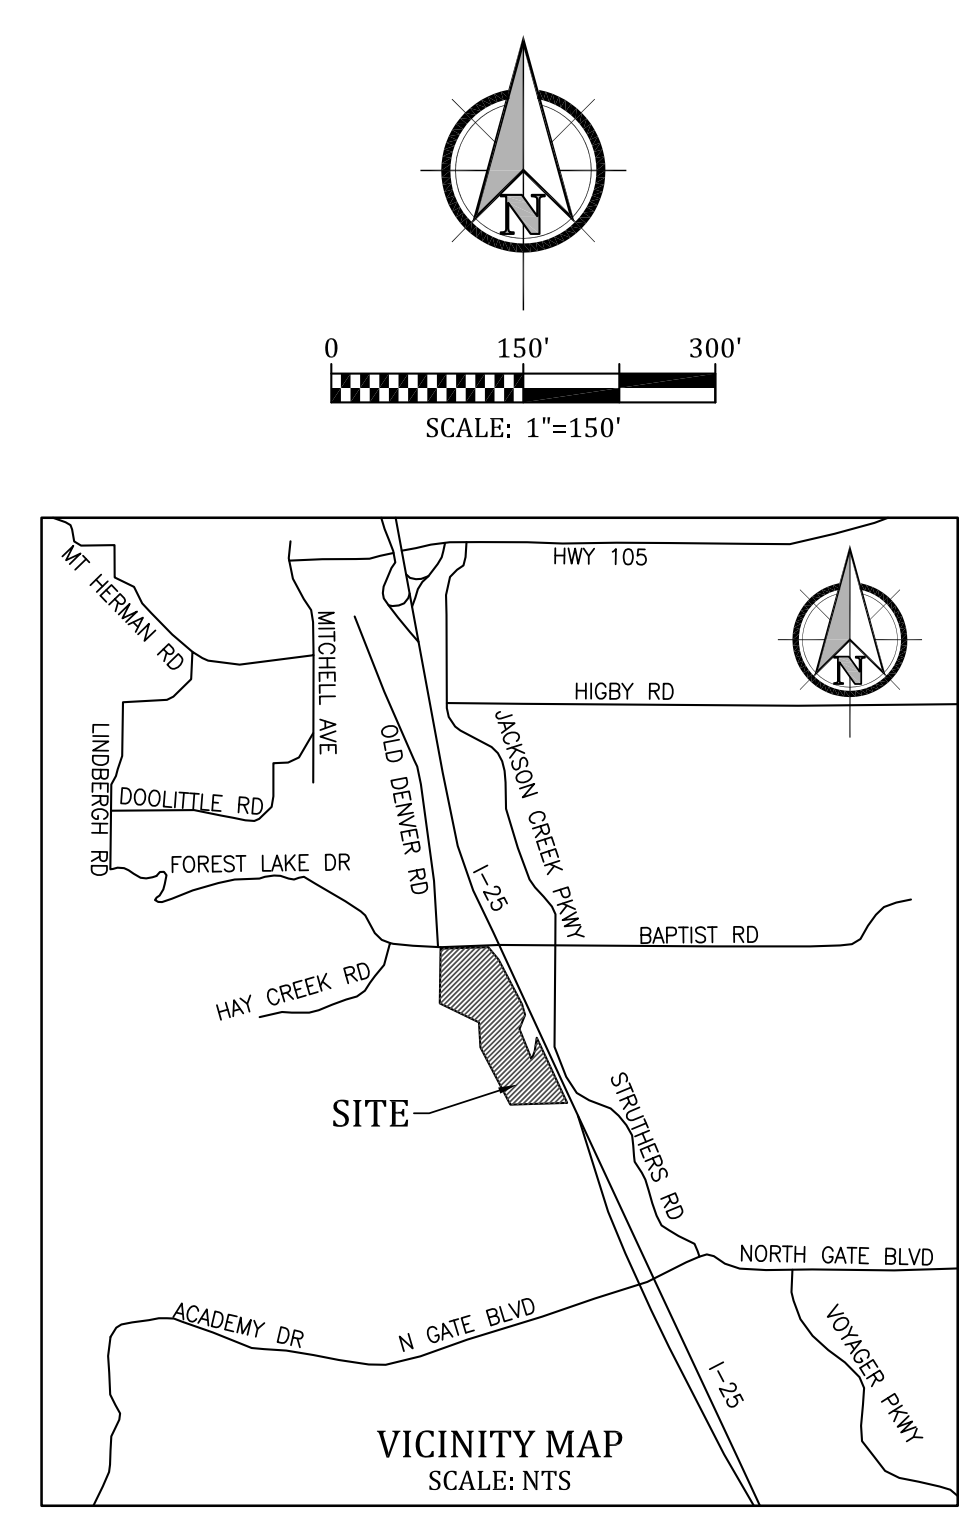 N
0 150' 300'
SCALE: 1"=150'
HWY 105
MT HERMAN RD
MITCHELL AVE
N
HIGBY RD
JACKSON CREEK PKWY
OLD DENVER RD
LINDBERGH RD
DOOLITTLE RD
FOREST LAKE DR
I-25
BAPTIST RD
HAY CREEK RD
SITE
STRUTHERS RD
NORTH GATE BLVD
ACADEMY DR
N GATE BLVD
VOYAGER PKWY
I-25
VICINITY MAP
SCALE: NTS